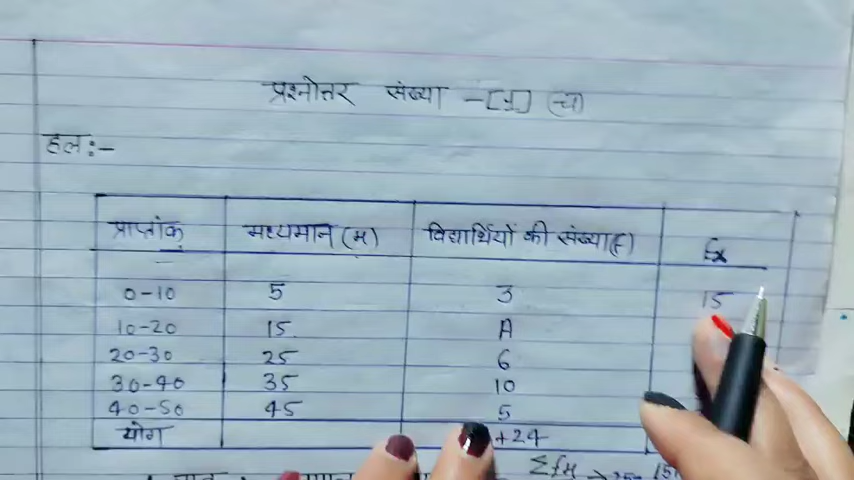 प्रश्नोत्तर संख्या -[1] (च)
हल:-
प्राप्तांक मध्यमान (म) विद्यार्थियों की संख्या(f) fx
0-10 5 3 15
10-20 15 A
20-30 25 6
30-40 35 10
40-50 45 5
योग +24